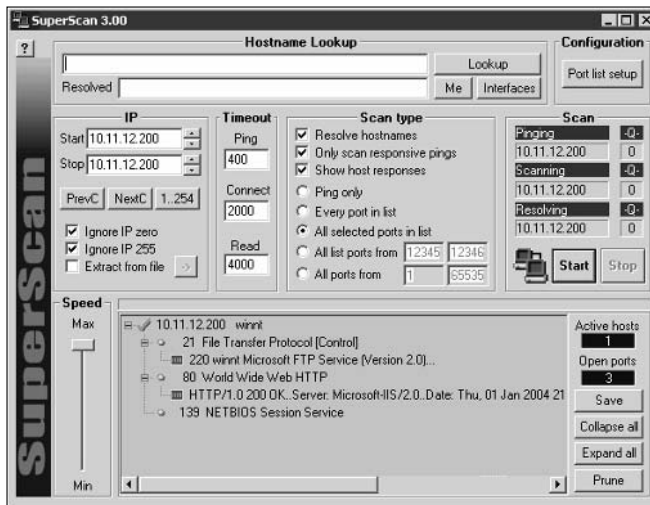 SuperScan 3.00
?
Hostname Lookup
Lookup
Resolved
Me
Interfaces
Configuration
Port list setup
IP
Start 10.11.12.200
Stop 10.11.12.200
PrevC
NextC
1..254
Ignore IP zero
Ignore IP 255
Extract from file
->
Timeout
Ping
400
Connect
2000
Read
4000
Scan type
Resolve hostnames
Only scan responsive pings
Show host responses
Ping only
Every port in list
All selected ports in list
All list ports from 12345 12346
All ports from 1 65535
Scan
Pinging -Q-
10.11.12.200 0
Scanning -Q-
10.11.12.200 0
Resolving -Q-
10.11.12.200 0
Start
Stop
SuperScan
Speed
Max
Min
10.11.12.200 winnt
21 File Transfer Protocol [Control]
220 winnt Microsoft FTP Service (Version 2.0)...
80 World Wide Web HTTP
HTTP/1.0 200 OK..Server: Microsoft-IIS/2.0..Date: Thu, 01 Jan 2004 21
139 NETBIOS Session Service
Active hosts
1
Open ports
3
Save
Collapse all
Expand all
Prune